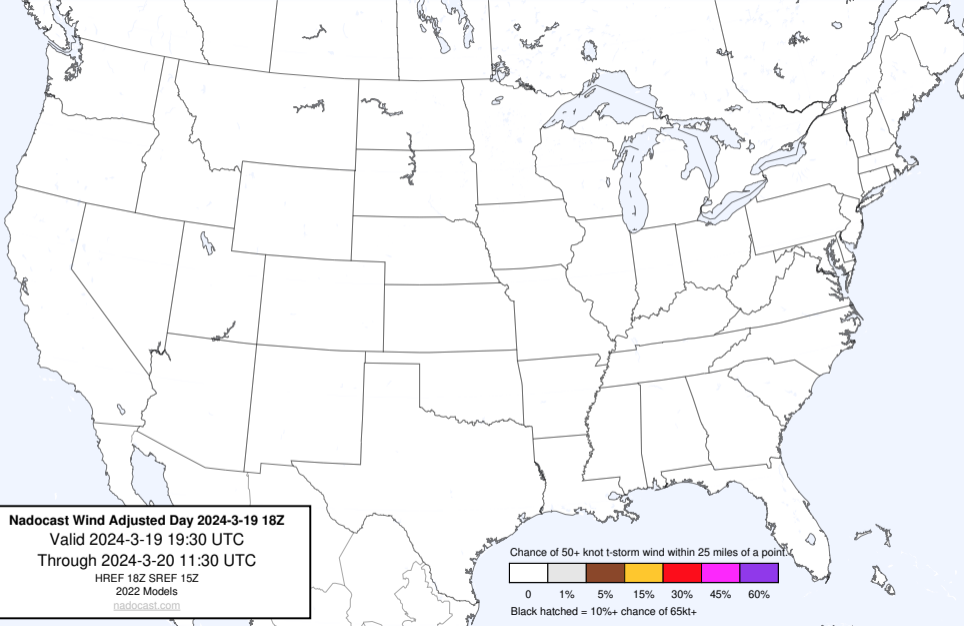 Nadocast Wind Adjusted Day 2024-3-19 18Z
Valid 2024-3-19 19:30 UTC
Through 2024-3-20 11:30 UTC
HREF 18Z SREF 15Z
2022 Models
nadocast.com
Chance of 50+ knot t-storm wind within 25 miles of a point.
0 1% 5% 15% 30% 45% 60%
Black hatched = 10%+ chance of 65kt+